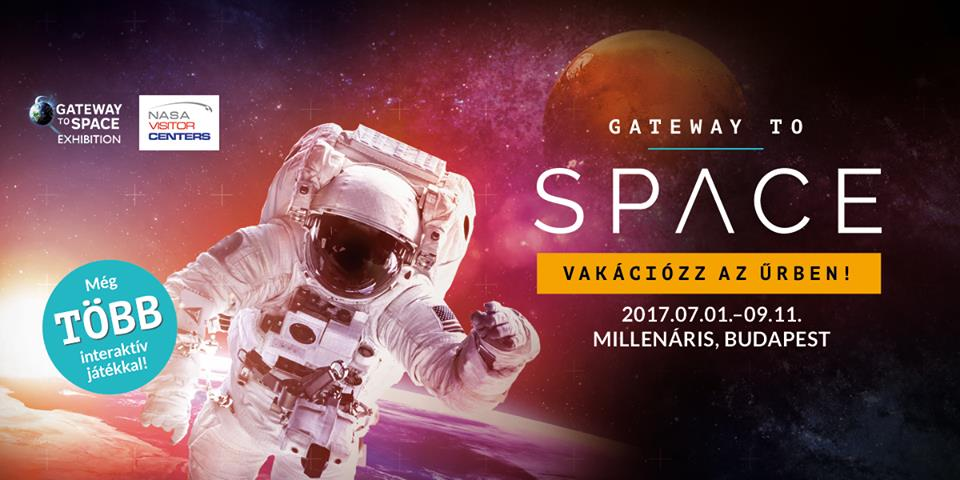 GATEWAY
TO
SPACE
EXHIBITION
NASA
VISITOR
CENTERS
GATEWAY TO
SPACE
VAKÁCIÓZZ AZ ŰRBEN!
2017.07.01.–09.11.
MILLENÁRIS, BUDAPEST
Még
TÖBB
interaktív
játékkal!